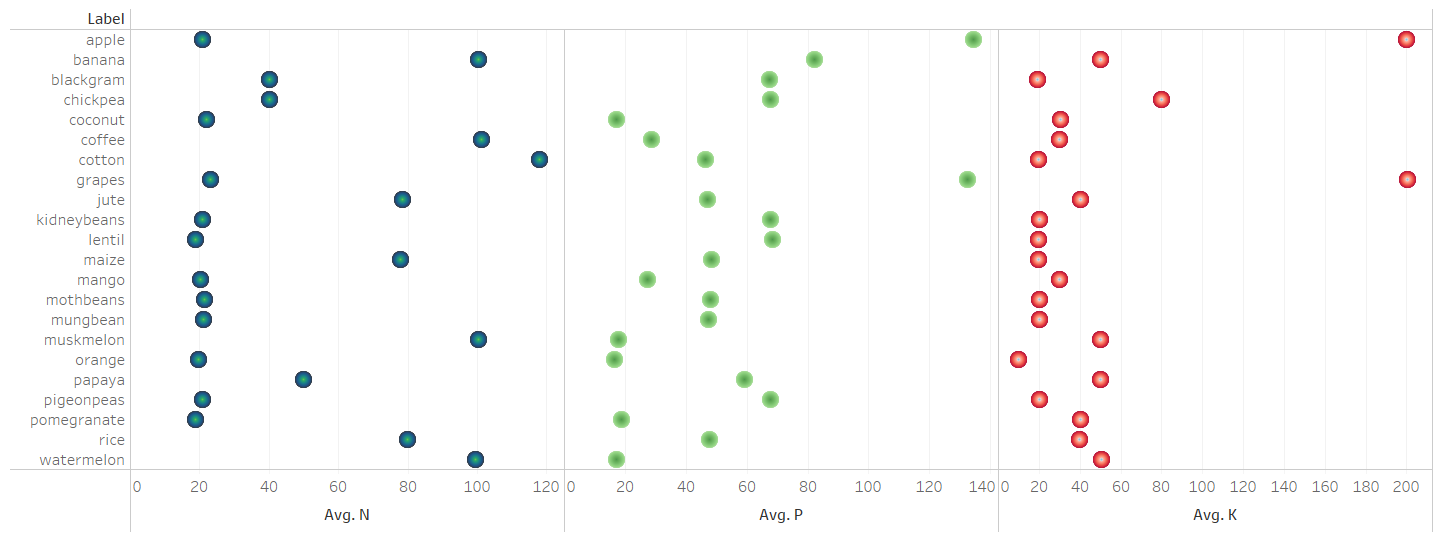 Label
apple
banana
blackgram
chickpea
coconut
coffee
cotton
grapes
jute
kidneybeans
lentil
maize
mango
mothbeans
mungbean
muskmelon
orange
papaya
pigeonpeas
pomegranate
rice
watermelon
0 20 40 60 80 100 120 0 20 40 60 80 100 120 140 0 20 40 60 80 100 120 140 160 180 200
Avg. N Avg. P Avg. K